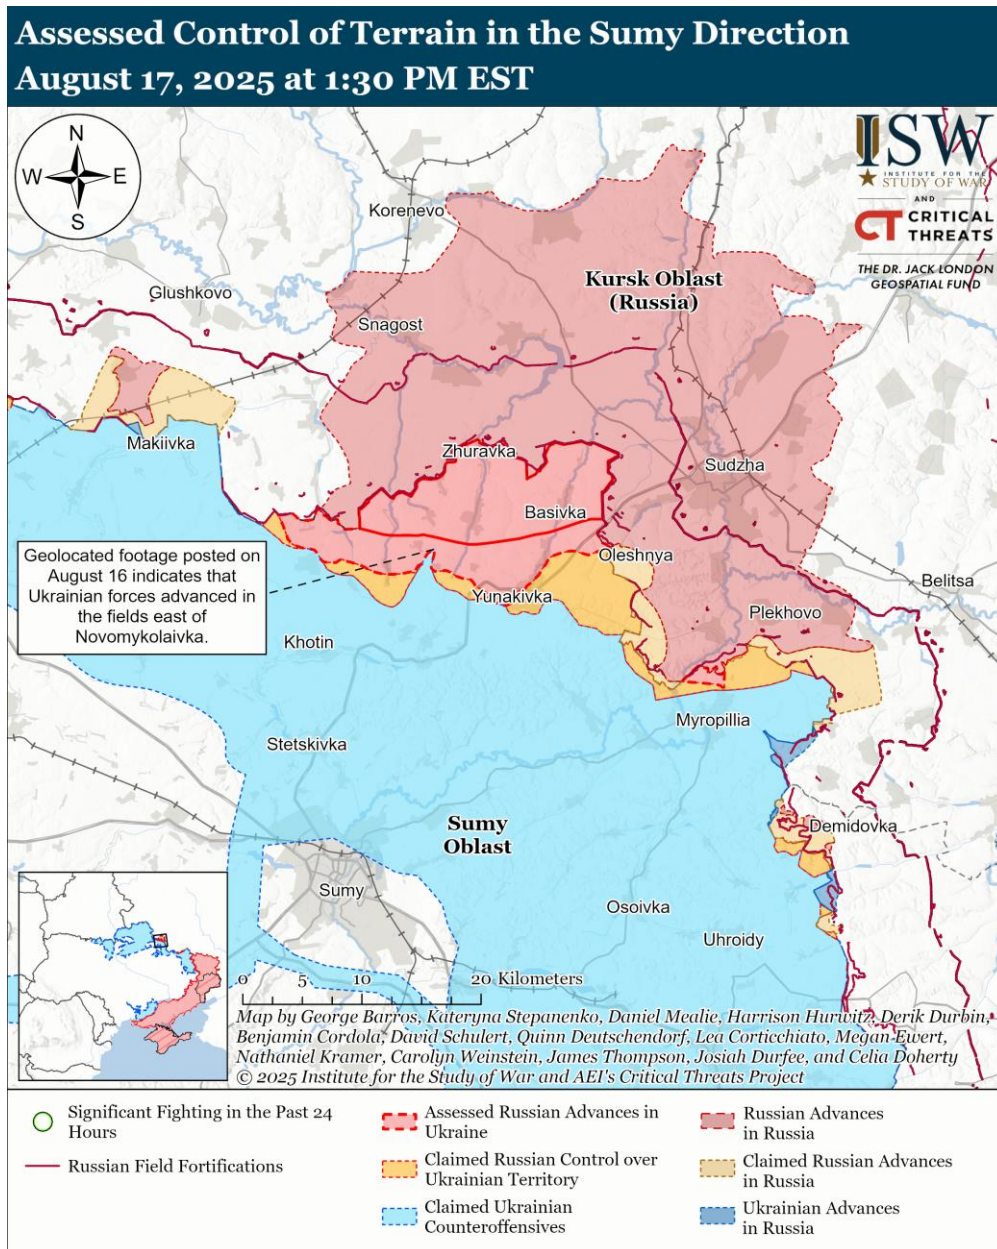 Assessed Control of Terrain in the Sumy Direction
August 17, 2025 at 1:30 PM EST
N
W
E
S
ISW
INSTITUTE FOR THE
STUDY OF WAR
AND
CT CRITICAL
THREATS
THE DR. JACK LONDON
GEOSPATIAL FUND
Korenevo
Kursk Oblast
(Russia)
Glushkovo
Snagost
Makiivka
Zhuravka
Sudzha
Basivka
Oleshnya
Geolocated footage posted on
August 16 indicates that
Ukrainian forces advanced in
the fields east of
Novomykolaivka.
Belitsa
Yunakivka
Plekhovo
Khotin
Myropillia
Stetskivka
Sumy
Oblast
Demidovka
Sumy
Osoivka
Uhroidy
0 5 10 20 Kilometers
Map by George Barros, Kateryna Stepanenko, Daniel Mealie, Harrison Hurwitz, Derik Durbin,
Benjamin Cordola, David Schulert, Quinn Deutschendorf, Lea Corticchiato, Megan Ewert,
Nathaniel Kramer, Carolyn Weinstein, James Thompson, Josiah Durfee, and Celia Doherty
© 2025 Institute for the Study of War and AEI's Critical Threats Project
Significant Fighting in the Past 24
Hours
Russian Field Fortifications
Assessed Russian Advances in
Ukraine
Claimed Russian Control over
Ukrainian Territory
Claimed Ukrainian
Counteroffensives
Russian Advances
in Russia
Claimed Russian Advances
in Russia
Ukrainian Advances
in Russia